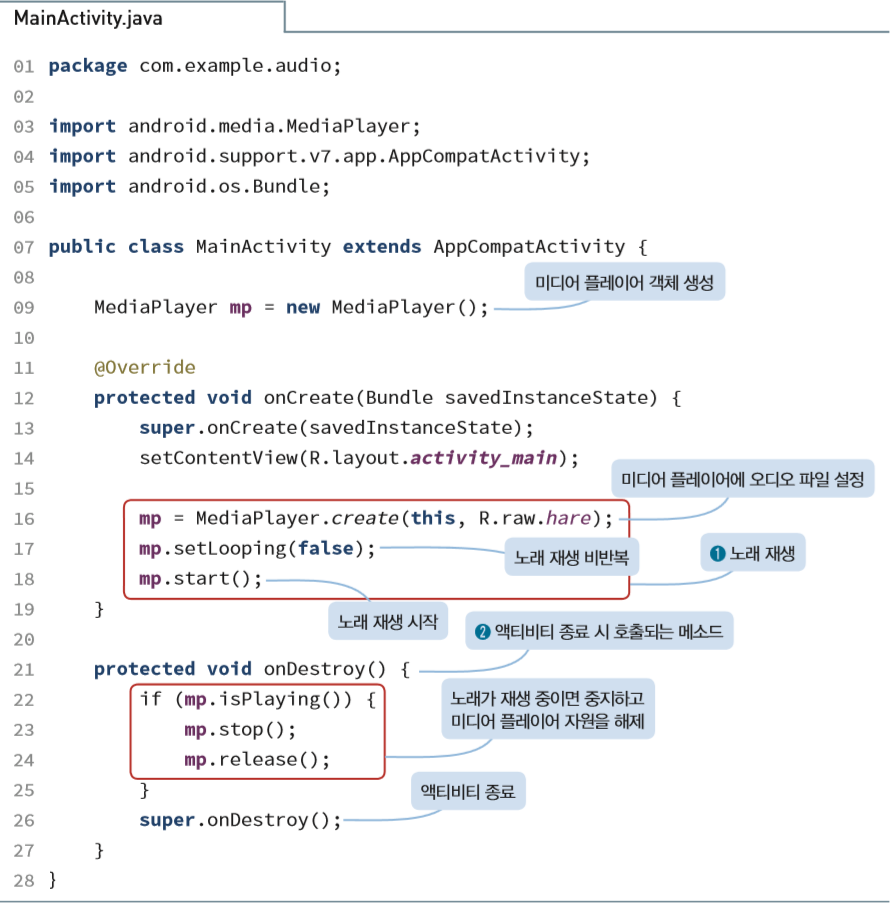 MainActivity.java
01 package com.example.audio;
02
03 import android.media.MediaPlayer;
04 import android.support.v7.app.AppCompatActivity;
05 import android.os.Bundle;
06
07 public class MainActivity extends AppCompatActivity {
08
미디어 플레이어 객체 생성
09 MediaPlayer mp = new MediaPlayer();
10
11 @Override
12 protected void onCreate(Bundle savedInstanceState) {
13 super.onCreate(savedInstanceState);
14 setContentView(R.layout.activity_main);
15
미디어 플레이어에 오디오 파일 설정
16 mp = MediaPlayer.create(this, R.raw.hare);
17 mp.setLooping(false);
노래 재생 비반복
❶ 노래 재생
18 mp.start();
19 }
노래 재생 시작
20
❷ 액티비티 종료 시 호출되는 메소드
21 protected void onDestroy() {
22 if (mp.isPlaying()) {
노래가 재생 중이면 중지하고
미디어 플레이어 자원을 해제
23 mp.stop();
24 mp.release();
25 }
액티비티 종료
26 super.onDestroy();
27 }
28 }